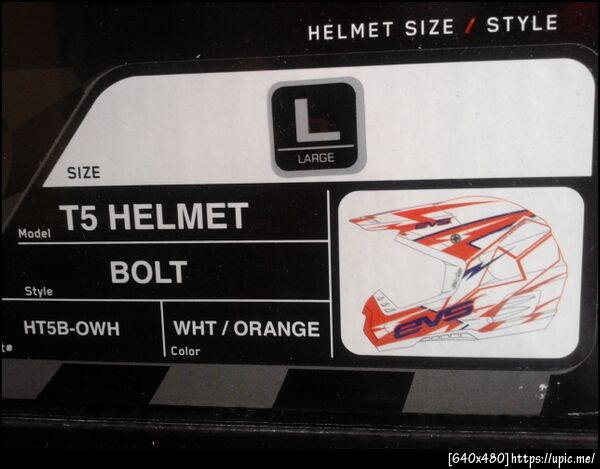 HELMET SIZE / STYLE
L
LARGE
SIZE
Model T5 HELMET
BOLT
Style
HT5B-OWH
WHT / ORANGE
t#
Color
EVS
EVS
[640x480]https://upic.me/